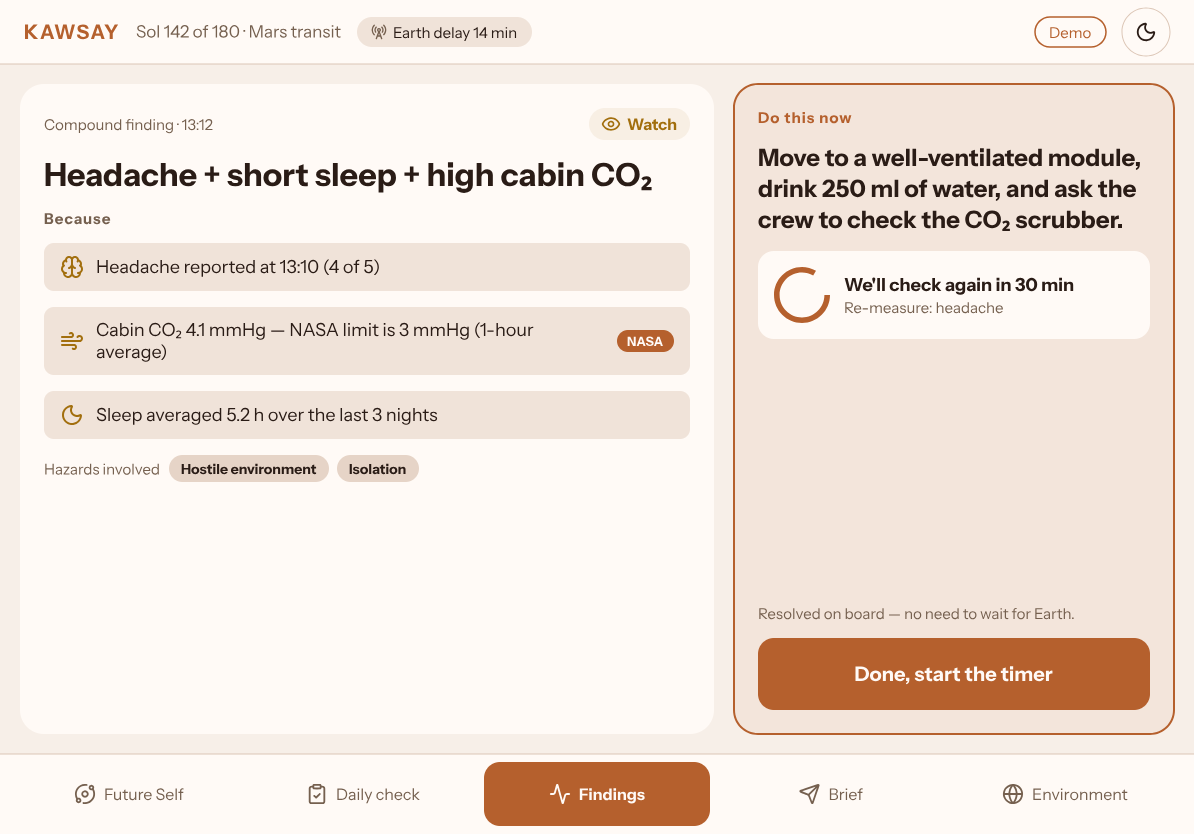 KAWSAY
Sol 142 of 180 · Mars transit
Earth delay 14 min
Demo
Compound finding · 13:12
Watch
Headache + short sleep + high cabin CO₂
Because
Headache reported at 13:10 (4 of 5)
Cabin CO₂ 4.1 mmHg — NASA limit is 3 mmHg (1-hour
average)
NASA
Sleep averaged 5.2 h over the last 3 nights
Hazards involved
Hostile environment
Isolation
Do this now
Move to a well-ventilated module,
drink 250 ml of water, and ask the
crew to check the CO₂ scrubber.
We'll check again in 30 min
Re-measure: headache
Resolved on board — no need to wait for Earth.
Done, start the timer
Future Self
Daily check
Findings
Brief
Environment